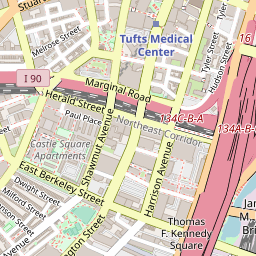 Stuart
Melrose Street
Tufts Medical
Center
16
Tyler Street
Hudson Street
I 90
Marginal Road
Herald Street
Paul Place
134C-B-A
134A-B-A
Northeast Corridor
Castle Square
Apartments
Shawmut Avenue
East Berkeley Street
Harrison Avenue
Dwight Street
Milford Street
Thomas
F. Kennedy
Square